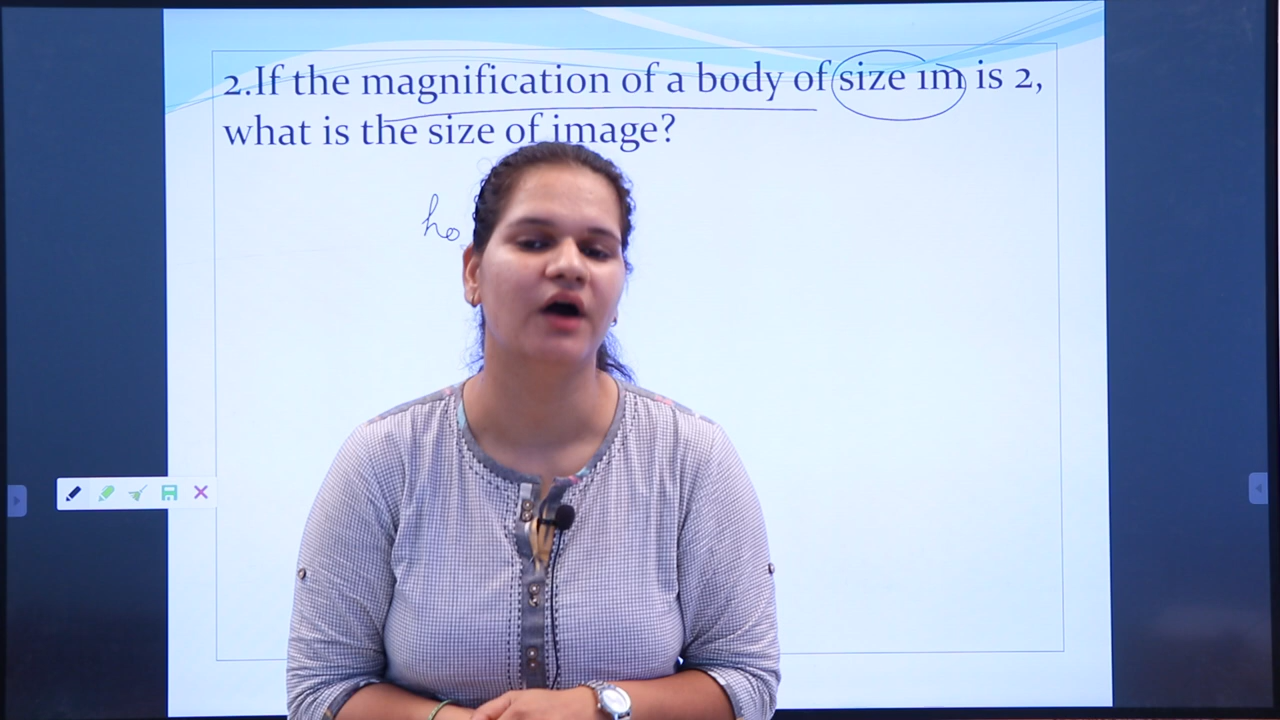 2.If the magnification of a body of size 1m is 2,
what is the size of image?
ho